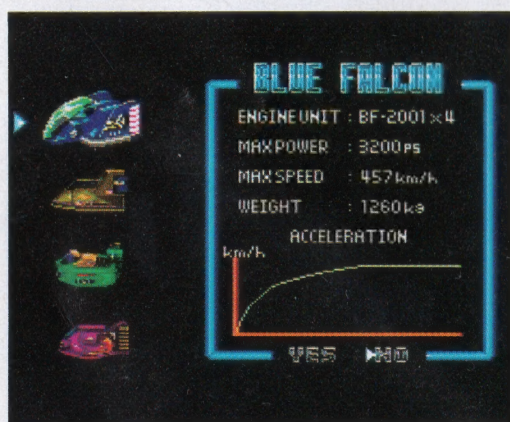 BLUE FALCON
ENGINE UNIT : BF-2001×4
MAX POWER : 3200ps
MAX SPEED : 457km/h
WEIGHT : 1260kg
ACCELERATION
km/h
YES NO